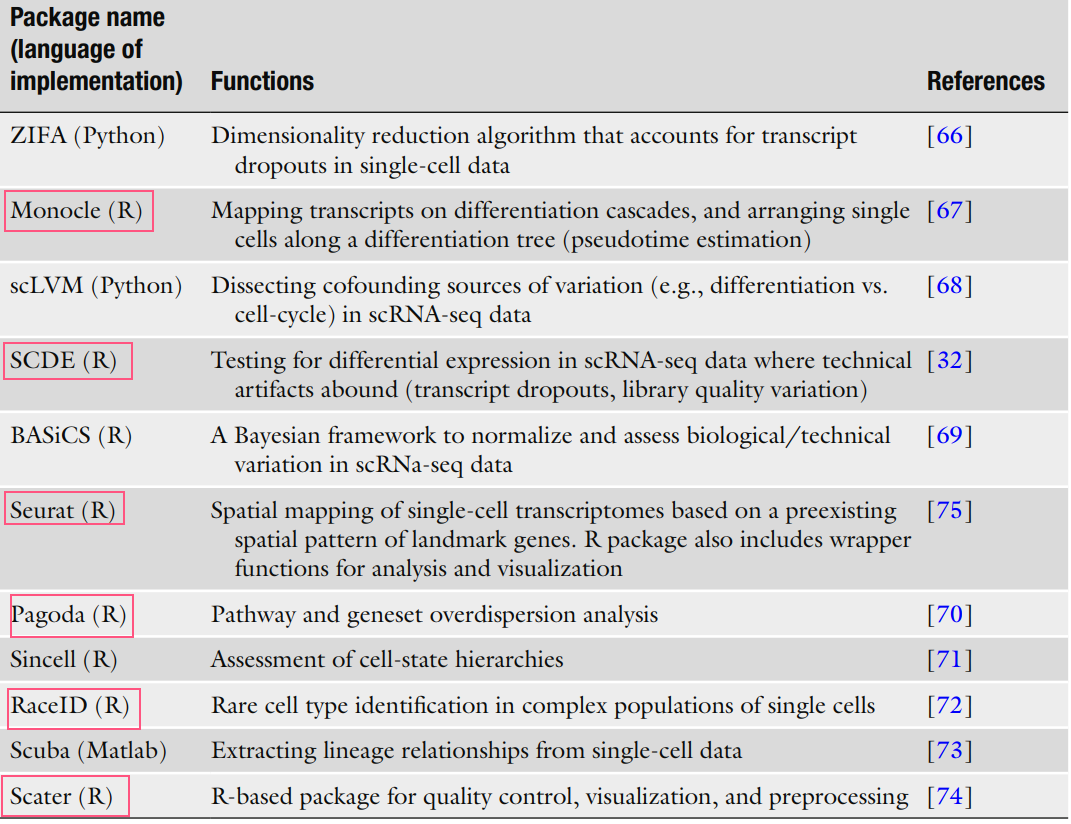 Package name
(language of
implementation) Functions References
ZIFA (Python) Dimensionality reduction algorithm that accounts for transcript [66]
dropouts in single-cell data
Monocle (R) Mapping transcripts on differentiation cascades, and arranging single [67]
cells along a differentiation tree (pseudotime estimation)
scLVM (Python) Dissecting cofounding sources of variation (e.g., differentiation vs. [68]
cell-cycle) in scRNA-seq data
SCDE (R) Testing for differential expression in scRNA-seq data where technical [32]
artifacts abound (transcript dropouts, library quality variation)
BASiCS (R) A Bayesian framework to normalize and assess biological/technical [69]
variation in scRNa-seq data
Seurat (R) Spatial mapping of single-cell transcriptomes based on a preexisting [75]
spatial pattern of landmark genes. R package also includes wrapper
functions for analysis and visualization
Pagoda (R) Pathway and geneset overdispersion analysis [70]
Sincell (R) Assessment of cell-state hierarchies [71]
RaceID (R) Rare cell type identification in complex populations of single cells [72]
Scuba (Matlab) Extracting lineage relationships from single-cell data [73]
Scater (R) R-based package for quality control, visualization, and preprocessing [74]